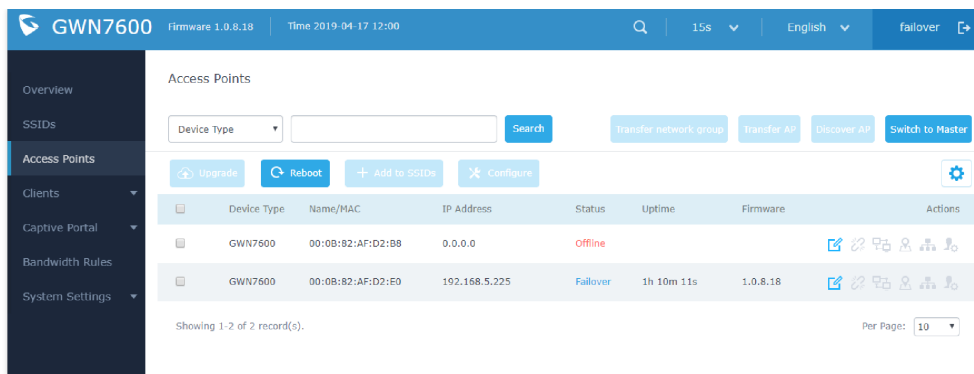 GWN7600 Firmware 1.0.8.18 Time 2019-04-17 12:00 15s English failover
Overview
SSIDs
Access Points
Clients
Captive Portal
Bandwidth Rules
System Settings
Access Points
Device Type Search Transfer network group Transfer AP Discover AP Switch to Master
Upgrade Reboot + Add to SSIDs Configure
Device Type Name/MAC IP Address Status Uptime Firmware Actions
GWN7600 00:0B:82:AF:D2:B8 0.0.0.0 Offline
GWN7600 00:0B:82:AF:D2:E0 192.168.5.225 Failover 1h 10m 11s 1.0.8.18
Showing 1-2 of 2 record(s). Per Page: 10